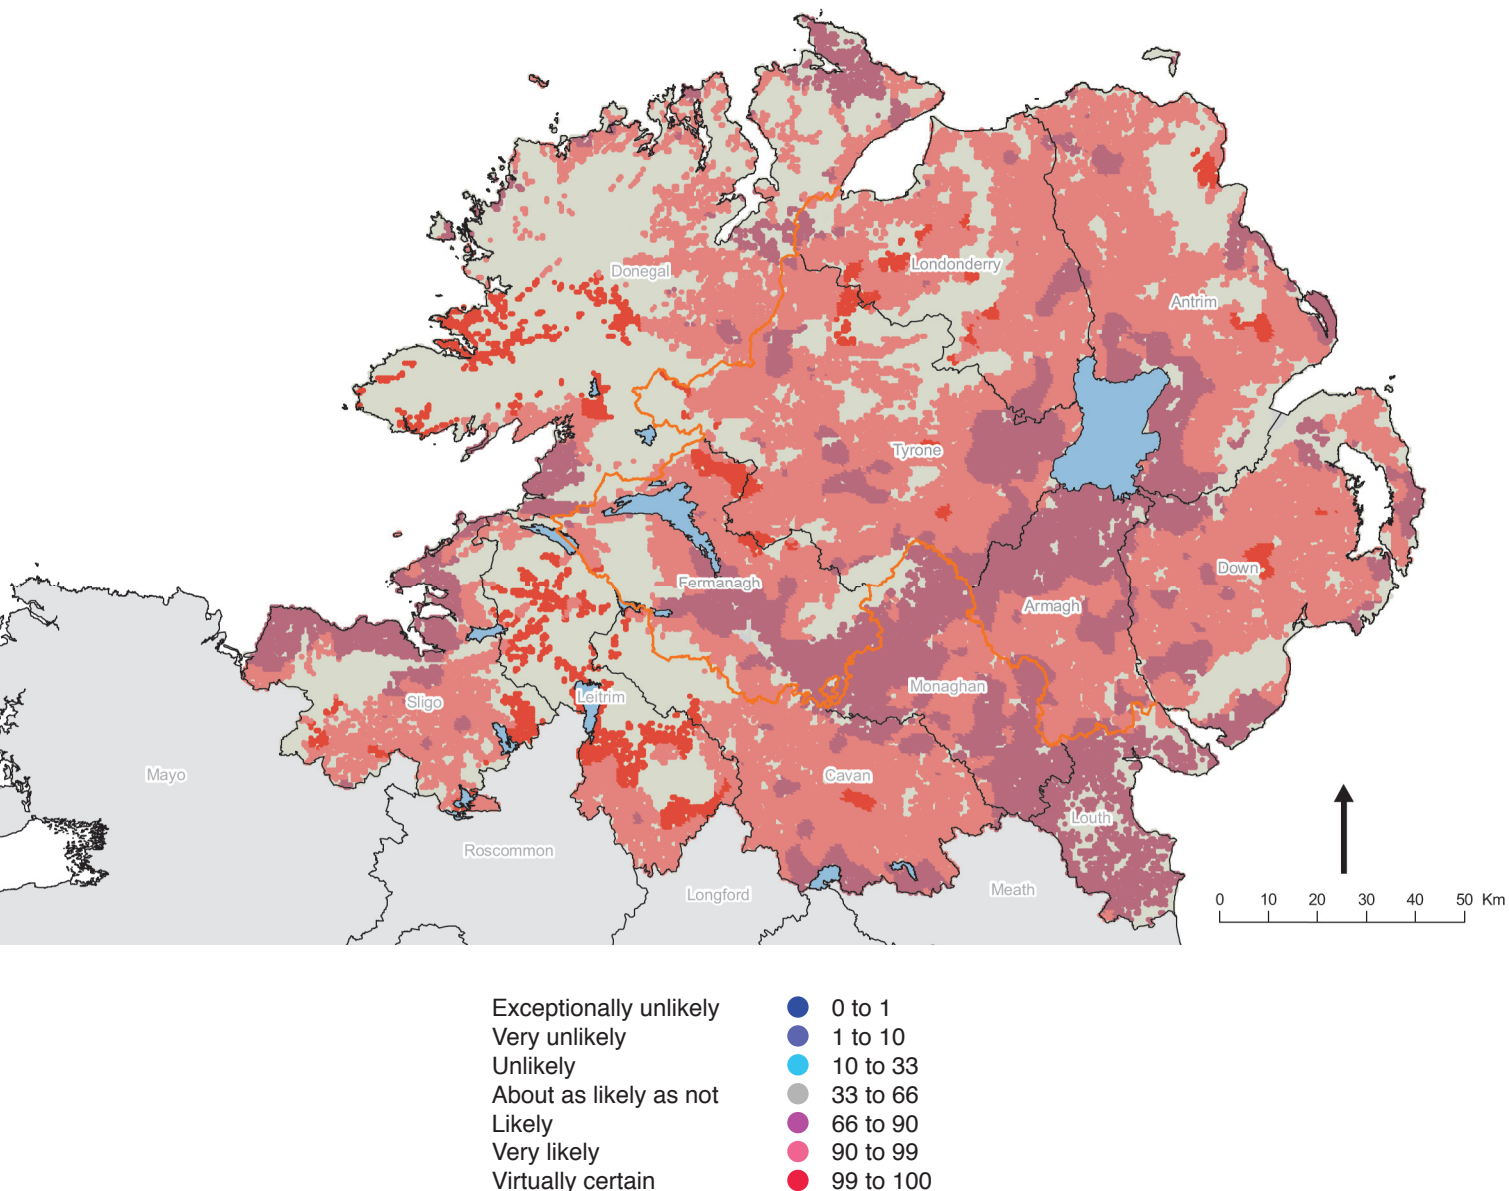 Donegal
Londonderry
Antrim
Tyrone
Fermanagh
Down
Armagh
Monaghan
Leitrim
Sligo
Mayo
Cavan
Louth
Roscommon
Longford
Meath
0 10 20 30 40 50 Km
Exceptionally unlikely 0 to 1
Very unlikely 1 to 10
Unlikely 10 to 33
About as likely as not 33 to 66
Likely 66 to 90
Very likely 90 to 99
Virtually certain 99 to 100